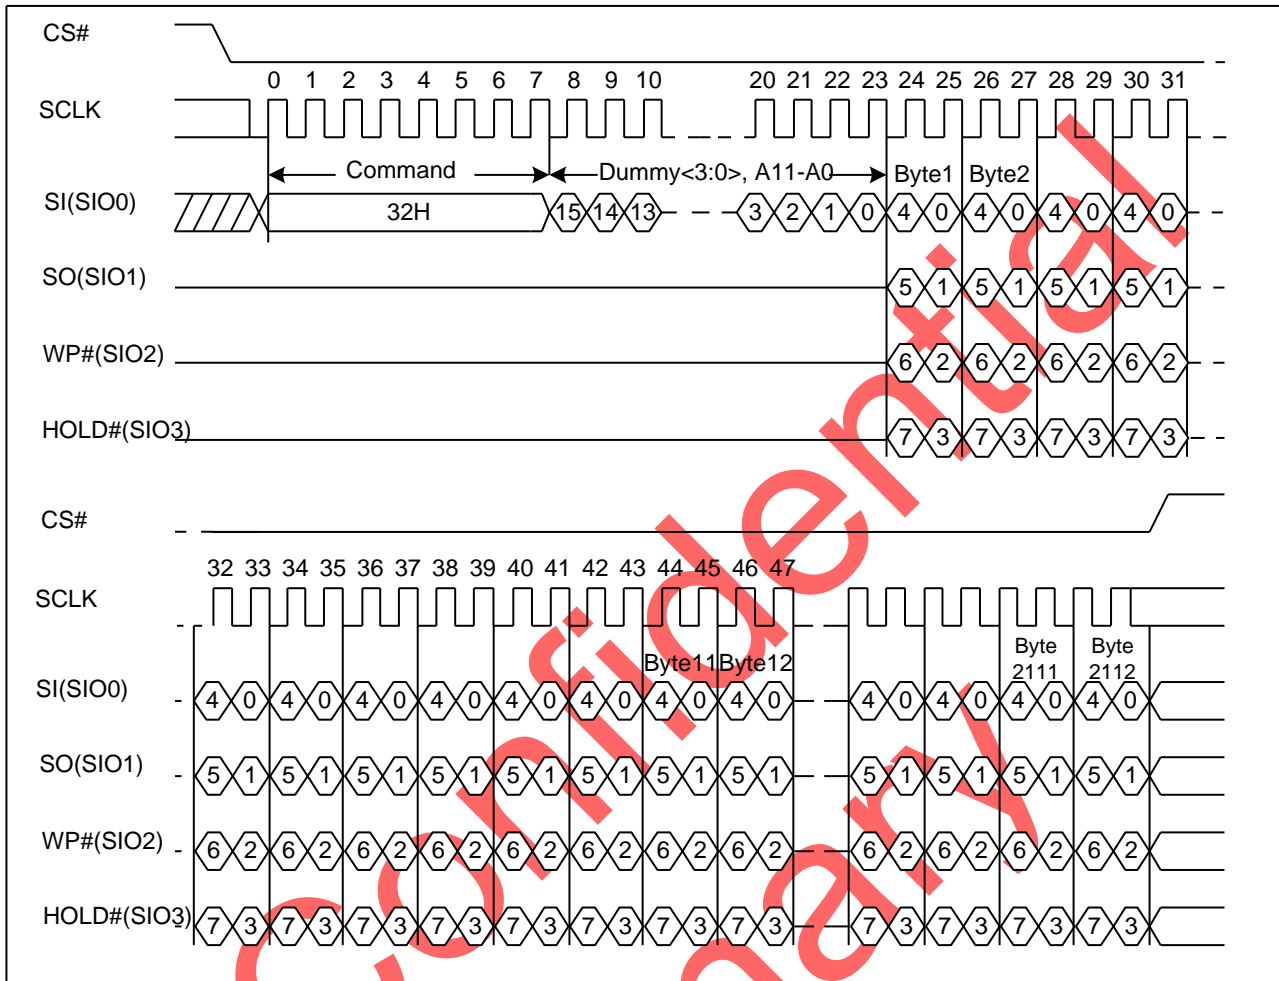 CS#
0 1 2 3 4 5 6 7 8 9 10 20 21 22 23 24 25 26 27 28 29 30 31
SCLK
Command Dummy<3:0>, A11-A0 Byte1 Byte2
SI(SIO0) 32H 15 14 13 3 2 1 0 4 0 4 0 4 0 4 0
SO(SIO1) 5 1 5 1 5 1 5 1
WP#(SIO2) 6 2 6 2 6 2 6 2
HOLD#(SIO3) 7 3 7 3 7 3 7 3
CS#
32 33 34 35 36 37 38 39 40 41 42 43 44 45 46 47
SCLK
Byte11 Byte12 Byte 2111 Byte 2112
SI(SIO0) 4 0 4 0 4 0 4 0 4 0 4 0 4 0 4 0 4 0 4 0 4 0 4 0
SO(SIO1) 5 1 5 1 5 1 5 1 5 1 5 1 5 1 5 1 5 1 5 1 5 1 5 1
WP#(SIO2) 6 2 6 2 6 2 6 2 6 2 6 2 6 2 6 2 6 2 6 2 6 2 6 2
HOLD#(SIO3) 7 3 7 3 7 3 7 3 7 3 7 3 7 3 7 3 7 3 7 3 7 3 7 3
Confidential